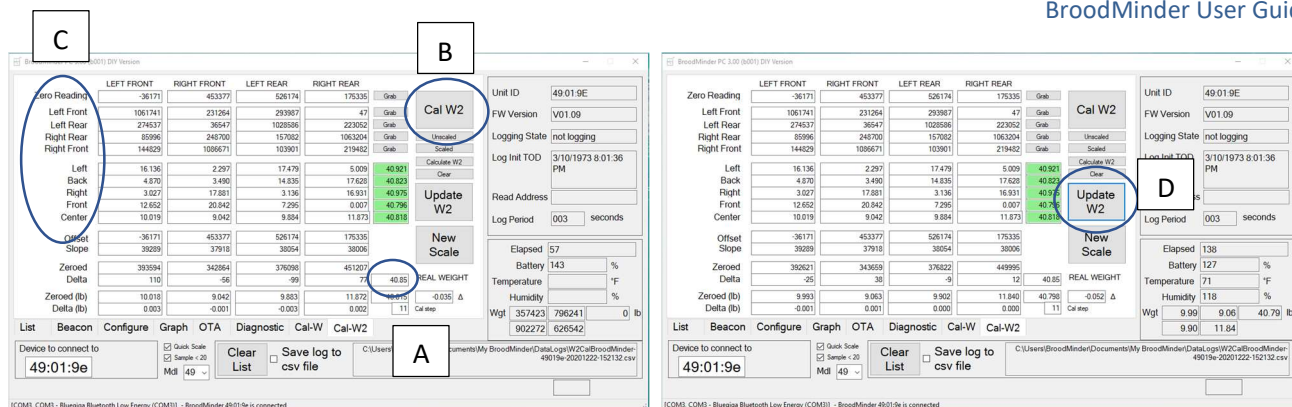 BroodMinder User Guid
C
B
BroodMinder PC 3.00 (b001) DIY Version
LEFT FRONT RIGHT FRONT LEFT REAR RIGHT REAR
Zero Reading -36171 453377 526174 175335 Grab
Left Front 1061741 231264 293987 47 Grab
Left Rear 274537 36547 1028586 223052 Grab
Right Rear 85996 248700 157082 1063204 Grab
Right Front 144829 1086671 103901 219482 Grab
Left 16.136 2.297 17.479 5.009 40.921
Back 4.870 3.490 14.835 17.628 40.823
Right 3.027 17.881 3.136 16.931 40.975
Front 12.652 20.842 7.295 0.007 40.796
Center 10.019 9.042 9.884 11.873 40.818
Offset -36171 453377 526174 175335
Slope 39289 37918 38054 38006
Zeroed 393594 342864 376098 451207
Delta 110 -56 -99 77 40.85 REAL WEIGHT
Zeroed (lb) 10.018 9.042 9.883 11.872 40.815 -0.035 Δ
Delta (lb) 0.003 -0.001 -0.003 0.002 11 Cal step
Cal W2
Unscaled
Scaled
Calculate W2
Clear
Update
W2
New
Scale
Unit ID 49:01:9E
FW Version V01.09
Logging State not logging
Log Init TOD 3/10/1973 8:01:36
PM
Read Address
Log Period 003 seconds
Elapsed 57
Battery 143 %
Temperature °F
Humidity %
Wgt 357423 796241 0 lb
902272 626542
List Beacon Configure Graph OTA Diagnostic Cal-W Cal-W2
A
Device to connect to
49:01:9e
Quick Scale
Sample < 20
Mdl 49
Clear
List
Save log to
csv file
C:\Users\ cuments\My BroodMinder\DataLogs\W2CalBroodMinder-
49019e-20201222-152132.csv
[COM3, COM3 - Bluegiga Bluetooth Low Energy (COM3)] - BroodMinder 49:01:9e is connected
BroodMinder PC 3.00 (b001) DIY Version
LEFT FRONT RIGHT FRONT LEFT REAR RIGHT REAR
Zero Reading -36171 453377 526174 175335 Grab
Left Front 1061741 231264 293987 47 Grab
Left Rear 274537 36547 1028586 223052 Grab
Right Rear 85996 248700 157082 1063204 Grab
Right Front 144829 1086671 103901 219482 Grab
Left 16.136 2.297 17.479 5.009 40.921
Back 4.870 3.490 14.835 17.628 40.823
Right 3.027 17.881 3.136 16.931 40.975
Front 12.652 20.842 7.295 0.007 40.796
Center 10.019 9.042 9.884 11.873 40.818
Offset -36171 453377 526174 175335
Slope 39289 37918 38054 38006
Zeroed 392621 343659 376822 449995
Delta -25 38 -9 12 40.85 REAL WEIGHT
Zeroed (lb) 9.993 9.063 9.902 11.840 40.798 -0.052 Δ
Delta (lb) -0.001 0.001 0.000 0.000 11 Cal step
Cal W2
Unscaled
Scaled
Calculate W2
Clear
Update
W2
New
Scale
D
Unit ID 49:01:9E
FW Version V01.09
Logging State not logging
Log Init TOD 3/10/1973 8:01:36
PM
Log Period 003 seconds
Elapsed 138
Battery 127 %
Temperature 71 °F
Humidity 118 %
Wgt 9.99 9.06 40.79 lb
9.90 11.84
List Beacon Configure Graph OTA Diagnostic Cal-W Cal-W2
Device to connect to
49:01:9e
Quick Scale
Sample < 20
Mdl 49
Clear
List
Save log to
csv file
C:\Users\BroodMinder\Documents\My BroodMinder\DataLogs\W2CalBroodMinder-
49019e-20201222-152132.csv
[COM3, COM3 - Bluegiga Bluetooth Low Energy (COM3)] - BroodMinder 49:01:9e is connected